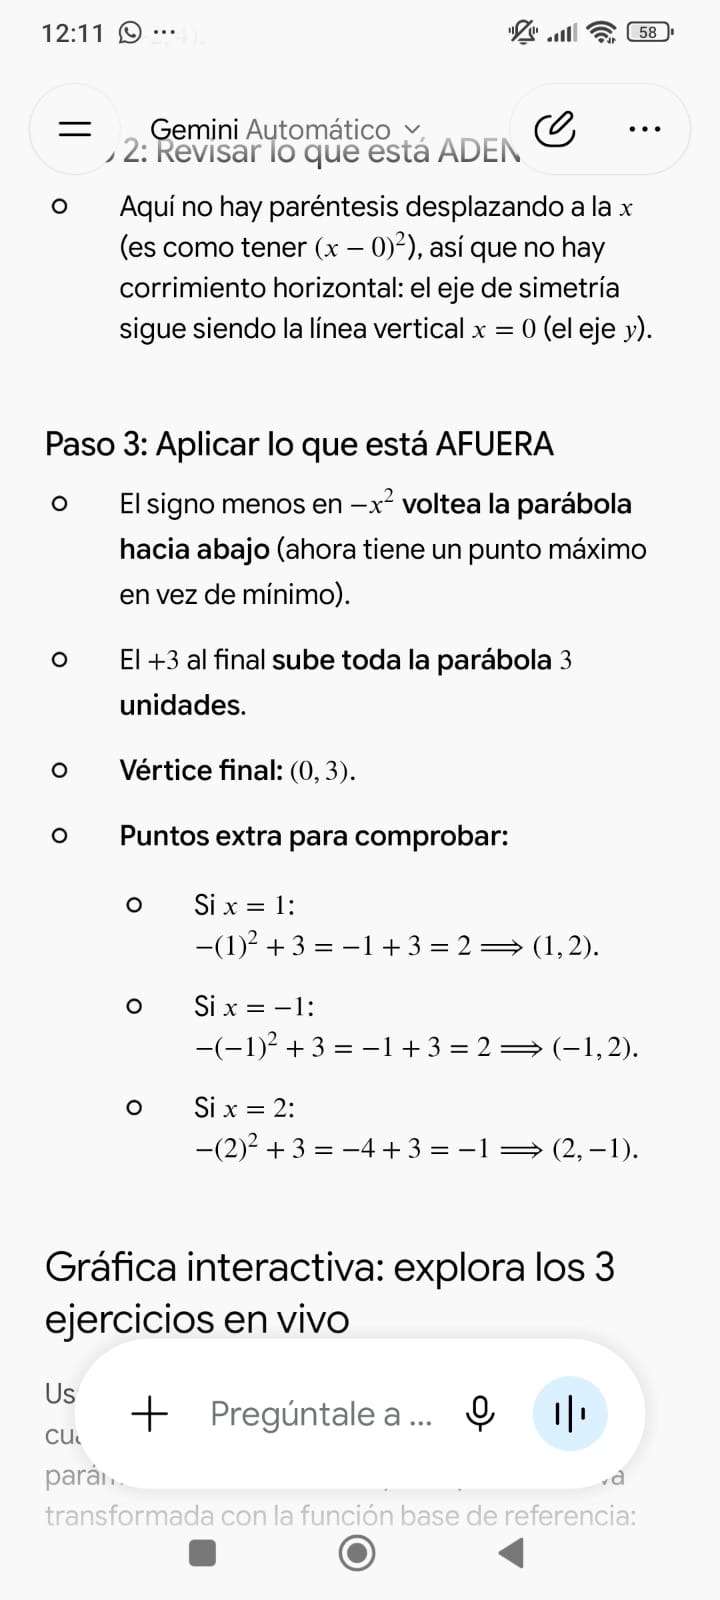 12:11
58
Gemini Automático
2: Revisar lo que está ADEN
Aquí no hay paréntesis desplazando a la x
(es como tener (x − 0)²), así que no hay
corrimiento horizontal: el eje de simetría
sigue siendo la línea vertical x = 0 (el eje y).
Paso 3: Aplicar lo que está AFUERA
El signo menos en −x² voltea la parábola
hacia abajo (ahora tiene un punto máximo
en vez de mínimo).
El +3 al final sube toda la parábola 3
unidades.
Vértice final: (0, 3).
Puntos extra para comprobar:
Si x = 1:
−(1)² + 3 = −1 + 3 = 2 ⟹ (1, 2).
Si x = −1:
−(−1)² + 3 = −1 + 3 = 2 ⟹ (−1, 2).
Si x = 2:
−(2)² + 3 = −4 + 3 = −1 ⟹ (2, −1).
Gráfica interactiva: explora los 3
ejercicios en vivo
Us
Pregúntale a ...
transformada con la función base de referencia: